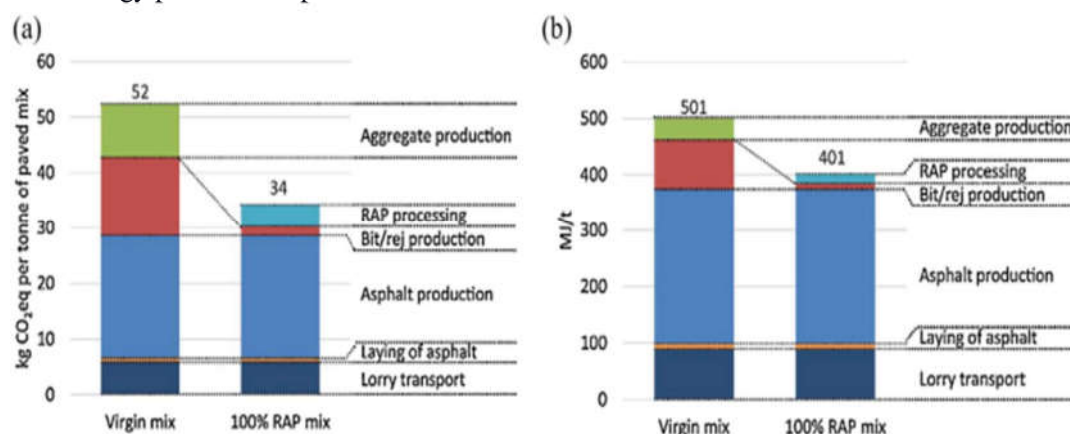 (a)
60
50
40
30
20
10
0
kg CO₂eq per tonne of paved mix
52
34
Aggregate production
RAP processing
Bit/rej production
Asphalt production
Laying of asphalt
Lorry transport
Virgin mix
100% RAP mix
(b)
600
500
400
300
200
100
0
MJ/t
501
401
Aggregate production
RAP processing
Bit/rej production
Asphalt production
Laying of asphalt
Lorry transport
Virgin mix
100% RAP mix